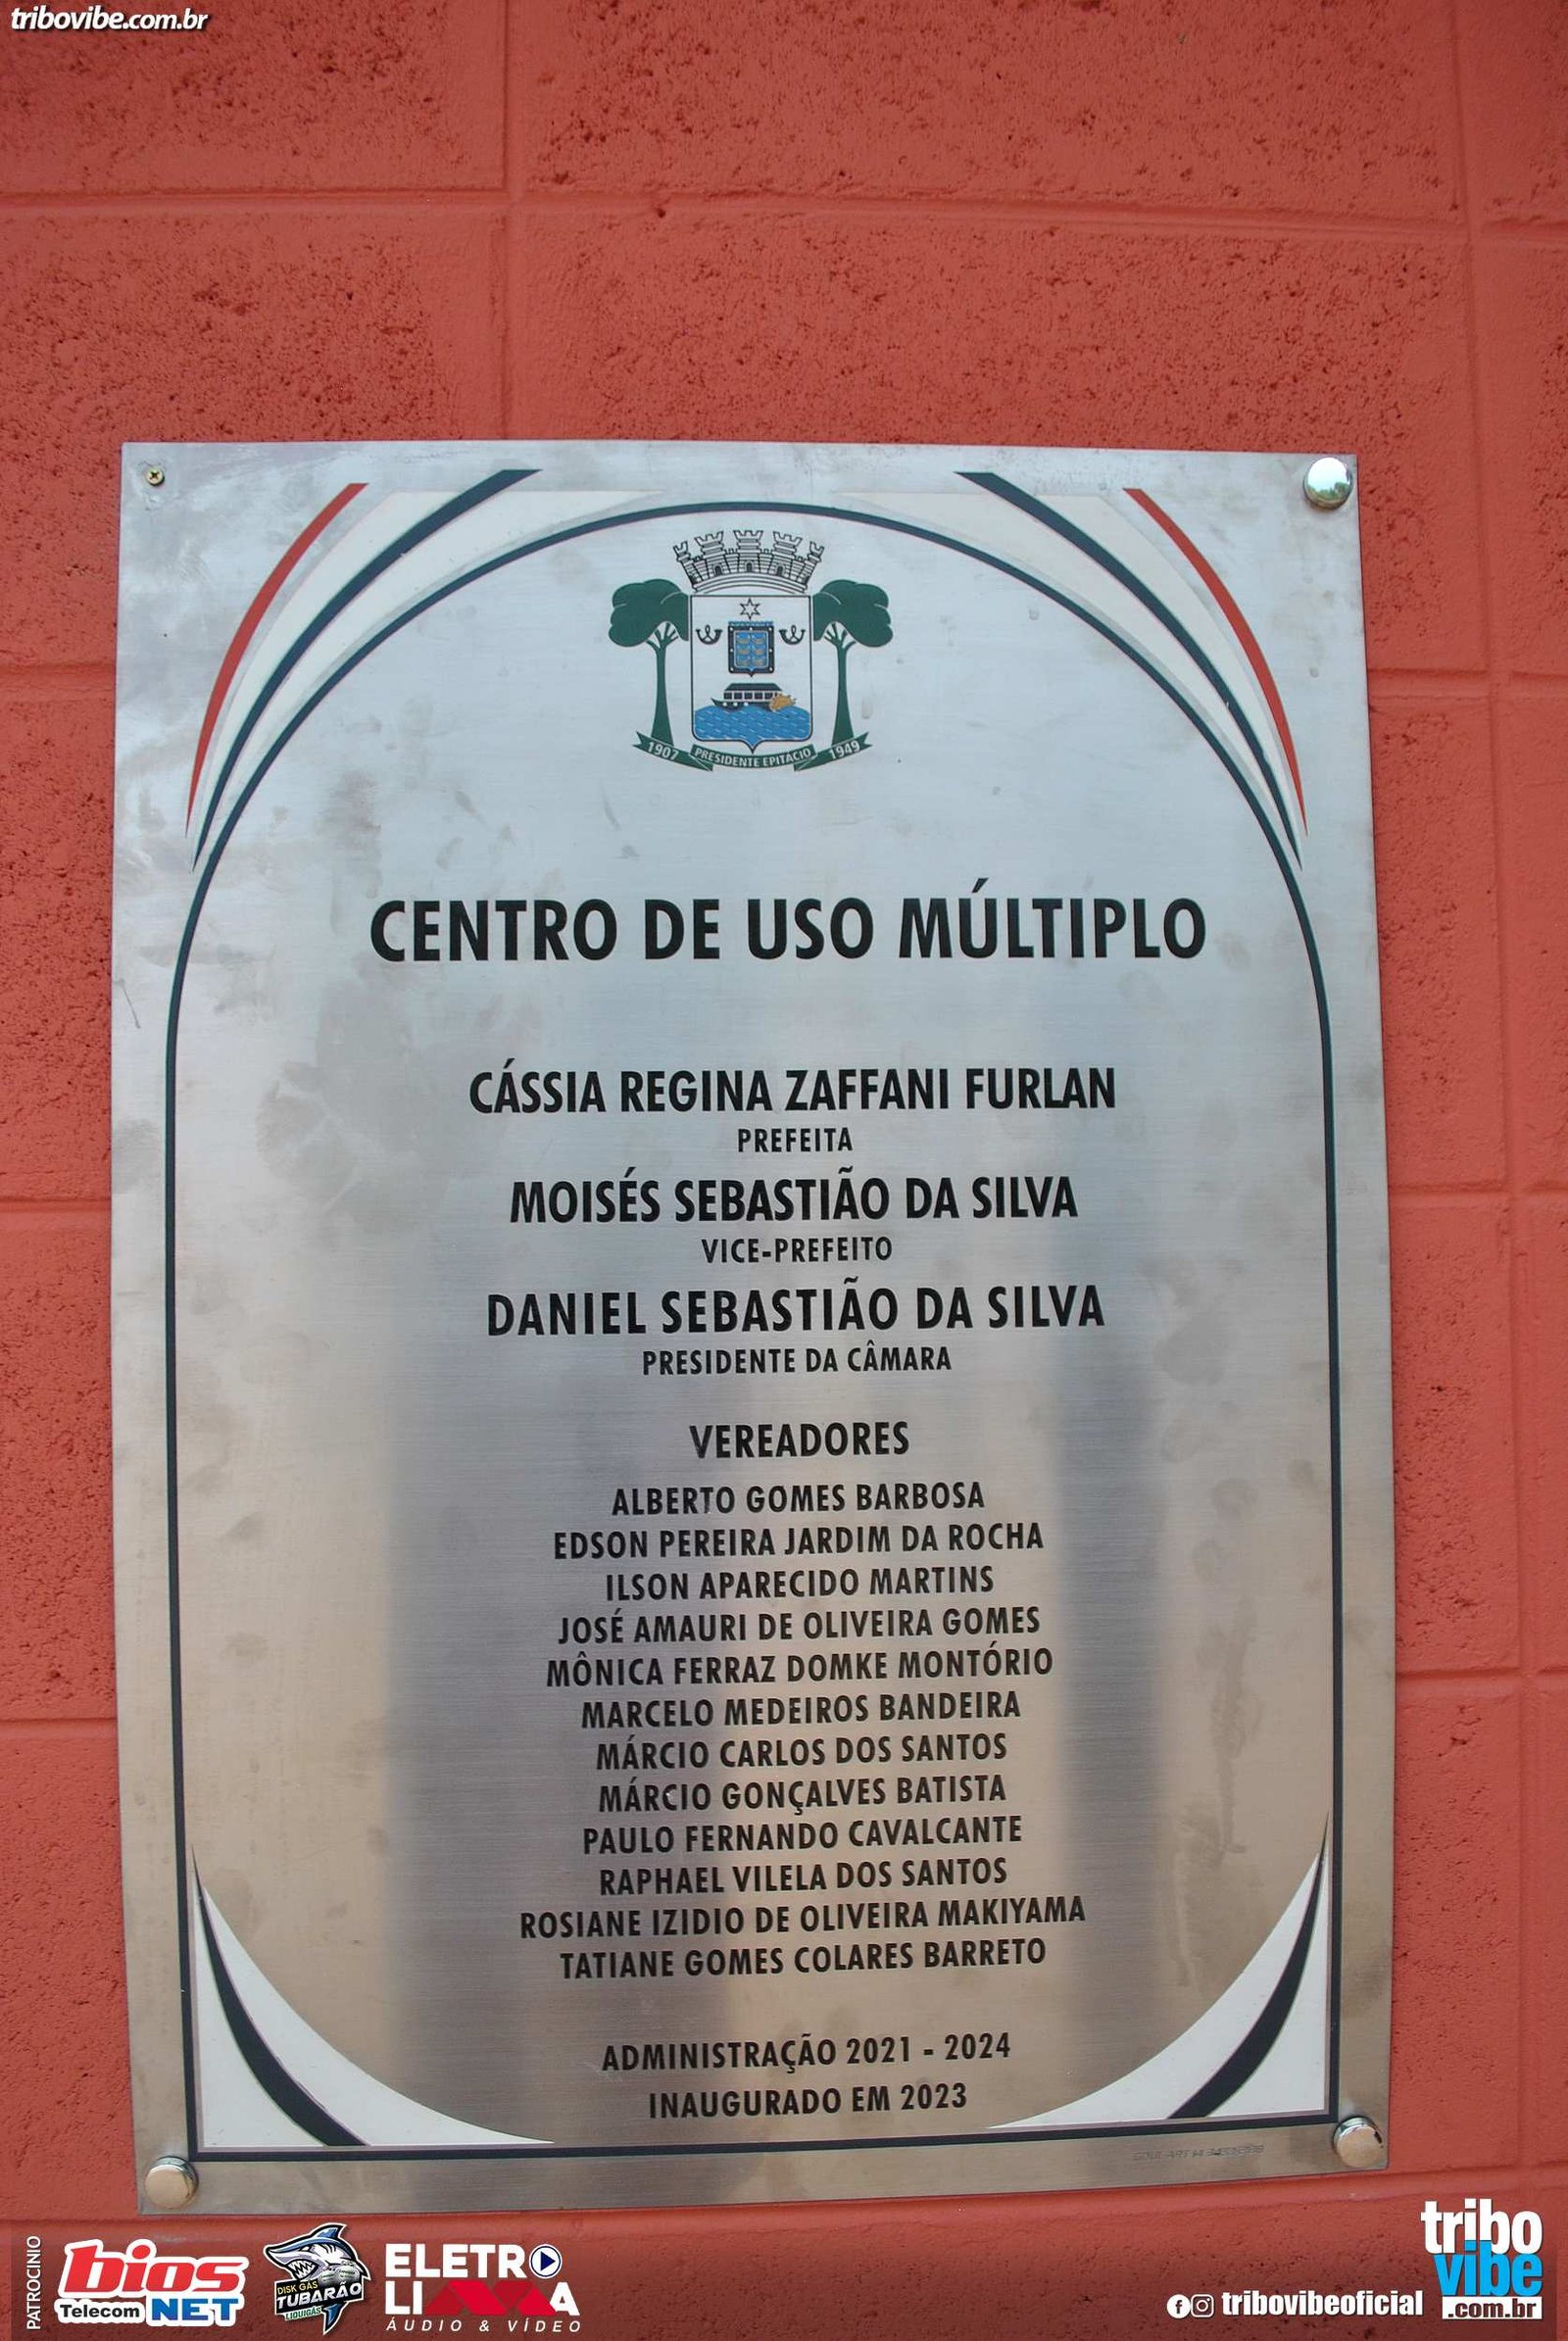 tribovibe.com.br
1907 PRESIDENTE EPITÁCIO 1949
CENTRO DE USO MÚLTIPLO
CÁSSIA REGINA ZAFFANI FURLAN
PREFEITA
MOISÉS SEBASTIÃO DA SILVA
VICE-PREFEITO
DANIEL SEBASTIÃO DA SILVA
PRESIDENTE DA CÂMARA
VEREADORES
ALBERTO GOMES BARBOSA
EDSON PEREIRA JARDIM DA ROCHA
ILSON APARECIDO MARTINS
JOSÉ AMAURI DE OLIVEIRA GOMES
MÔNICA FERRAZ DOMKE MONTÓRIO
MARCELO MEDEIROS BANDEIRA
MÁRCIO CARLOS DOS SANTOS
MÁRCIO GONÇALVES BATISTA
PAULO FERNANDO CAVALCANTE
RAPHAEL VILELA DOS SANTOS
ROSIANE IZIDIO DE OLIVEIRA MAKIYAMA
TATIANE GOMES COLARES BARRETO
ADMINISTRAÇÃO 2021 - 2024
INAUGURADO EM 2023
PATROCÍNIO
bios
Telecom NET
DISK GÁS
TUBARÃO
LIQUIGÁS
ELETRO
LIMA
ÁUDIO & VÍDEO
tribovibeoficial
tribo
vibe
.com.br